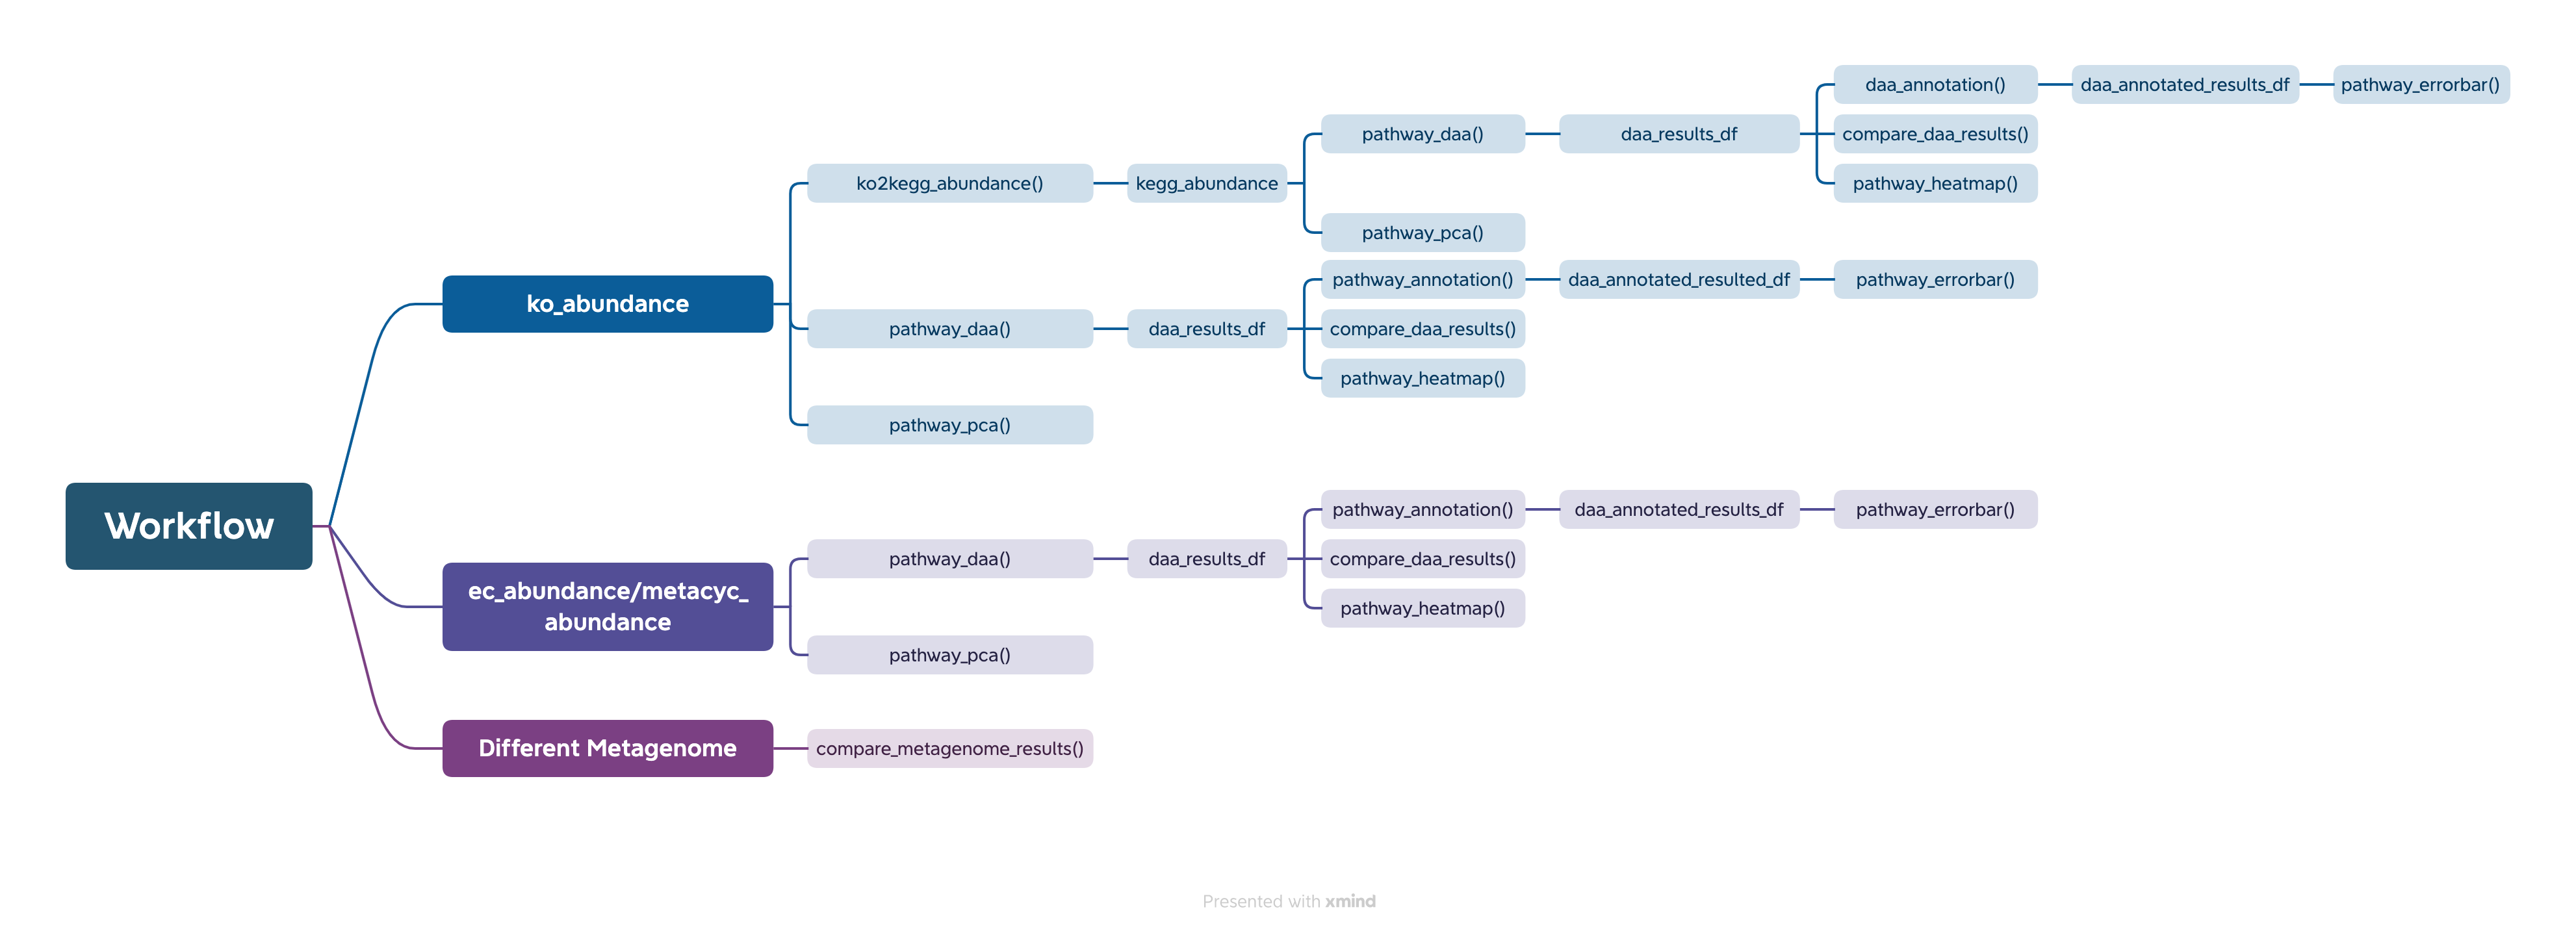 Workflow
ko_abundance
ko2kegg_abundance()
kegg_abundance
pathway_daa()
daa_results_df
daa_annotation()
daa_annotated_results_df
pathway_errorbar()
compare_daa_results()
pathway_heatmap()
pathway_pca()
pathway_daa()
daa_results_df
pathway_annotation()
daa_annotated_resulted_df
pathway_errorbar()
compare_daa_results()
pathway_heatmap()
pathway_pca()
ec_abundance/metacyc_
abundance
pathway_daa()
daa_results_df
pathway_annotation()
daa_annotated_results_df
pathway_errorbar()
compare_daa_results()
pathway_heatmap()
pathway_pca()
Different Metagenome
compare_metagenome_results()
Presented with xmind